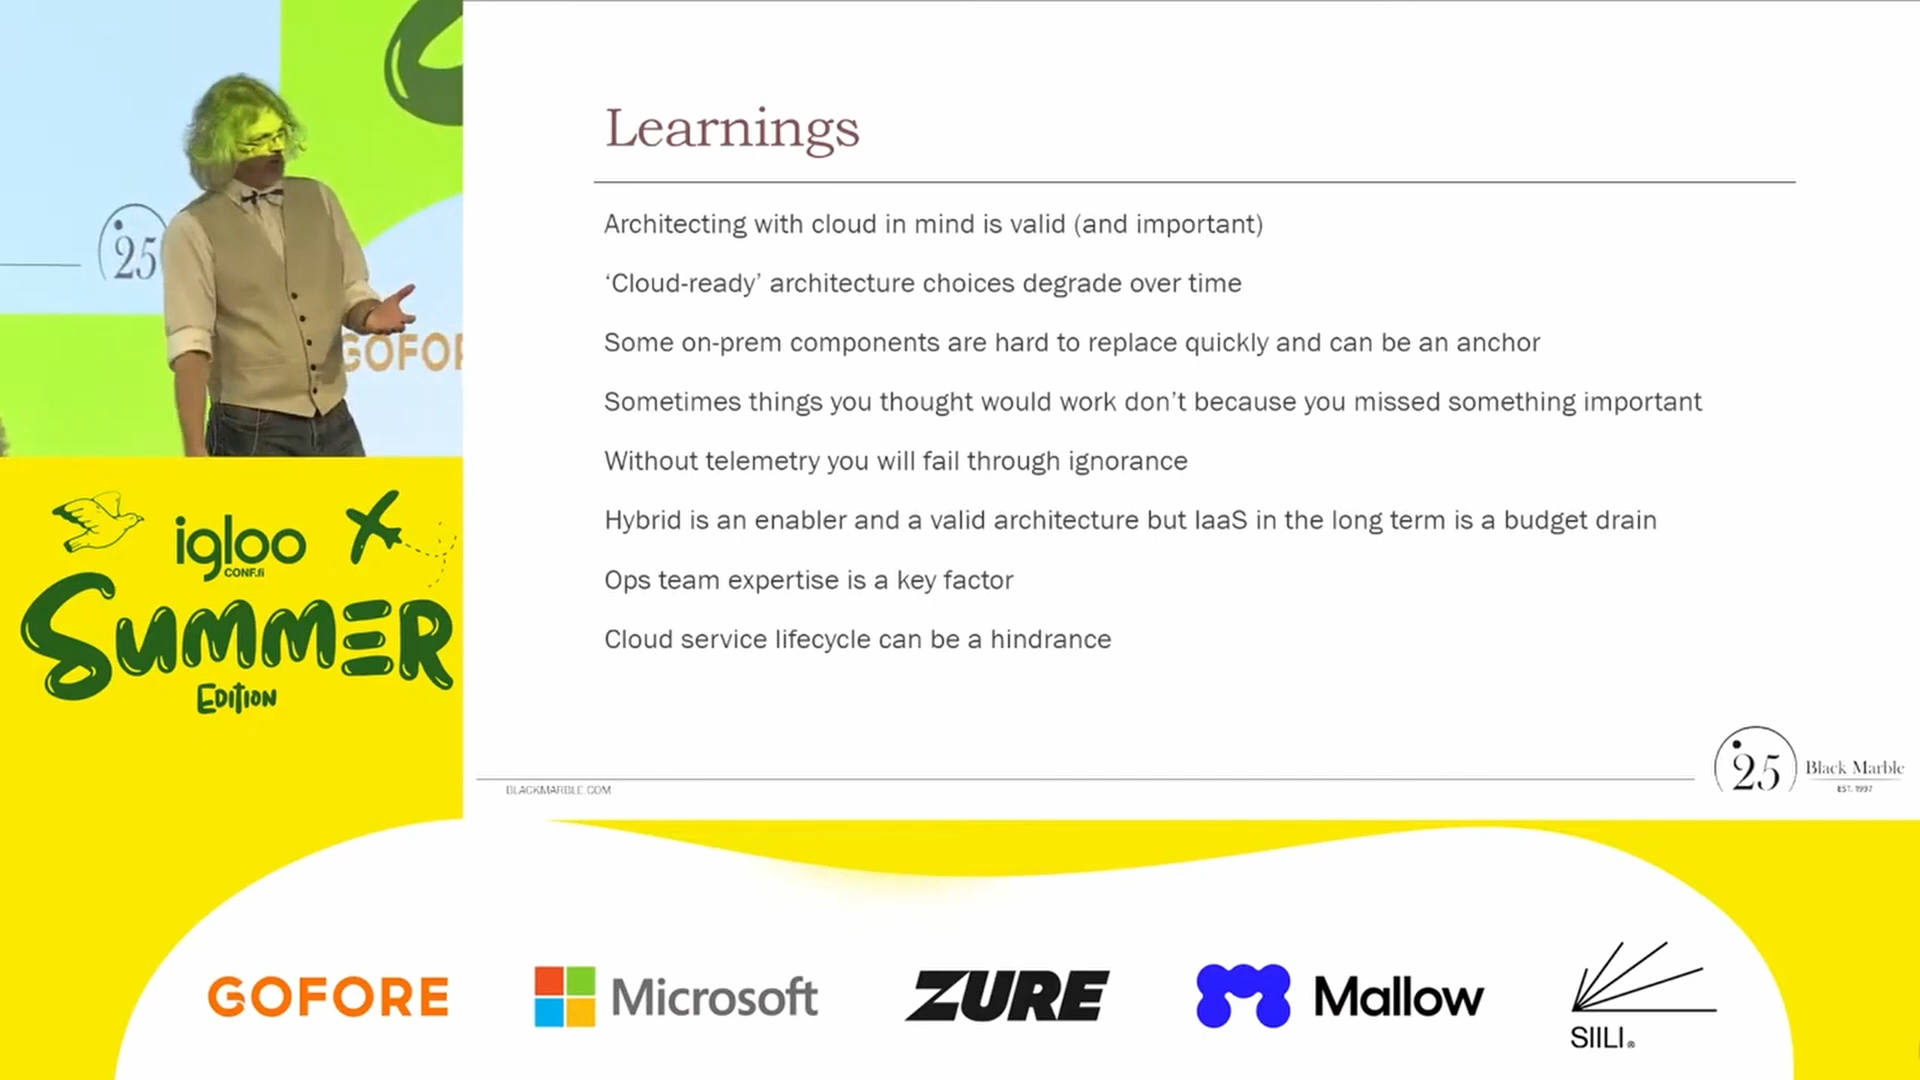 25
GOFOR
igloo
CONF.fi
SUMMER
EDITION
Learnings
Architecting with cloud in mind is valid (and important)
‘Cloud-ready’ architecture choices degrade over time
Some on-prem components are hard to replace quickly and can be an anchor
Sometimes things you thought would work don’t because you missed something important
Without telemetry you will fail through ignorance
Hybrid is an enabler and a valid architecture but IaaS in the long term is a budget drain
Ops team expertise is a key factor
Cloud service lifecycle can be a hindrance
BLACKMARBLE.COM
25 Black Marble
EST. 1997
GOFORE Microsoft ZURE Mallow SIILI®